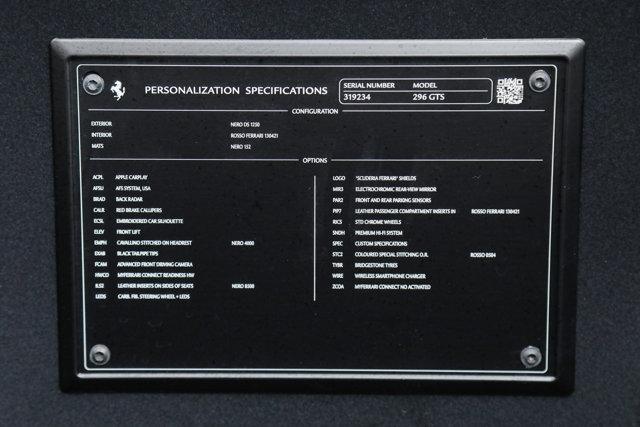 PERSONALIZATION SPECIFICATIONS
SERIAL NUMBER MODEL
319234 296 GTS
CONFIGURATION
EXTERIOR NERO DS 1250
INTERIOR ROSSO FERRARI 130421
MATS NERO 152
OPTIONS
ACPL APPLE CARPLAY
AFSU AFS SYSTEM, USA
BRAD BACK RADAR
CALR RED BRAKE CALLIPERS
ECSL EMBROIDERED CAR SILHOUETTE
ELEV FRONT LIFT
EMPH CAVALLINO STITCHED ON HEADREST NERO 4000
EXAB BLACK TAILPIPE TIPS
FCAM ADVANCED FRONT DRIVING CAMERA
HWCD MYFERRARI CONNECT READINESS HW
ILS2 LEATHER INSERTS ON SIDES OF SEATS NERO 8500
LEDS CARB. FIB. STEERING WHEEL + LEDS
LOGO "SCUDERIA FERRARI" SHIELDS
MIR3 ELECTROCHROMIC REAR-VIEW MIRROR
PAR2 FRONT AND REAR PARKING SENSORS
PIP7 LEATHER PASSENGER COMPARTMENT INSERTS IN ROSSO FERRARI 130421
RICS STD CHROME WHEELS
SNDH PREMIUM HI-FI SYSTEM
SPEC CUSTOM SPECIFICATIONS
STC2 COLOURED SPECIAL STITCHING O.R. ROSSO 0504
TYBR BRIDGESTONE TYRES
WIRE WIRELESS SMARTPHONE CHARGER
ZCOA MYFERRARI CONNECT NO ACTIVATED